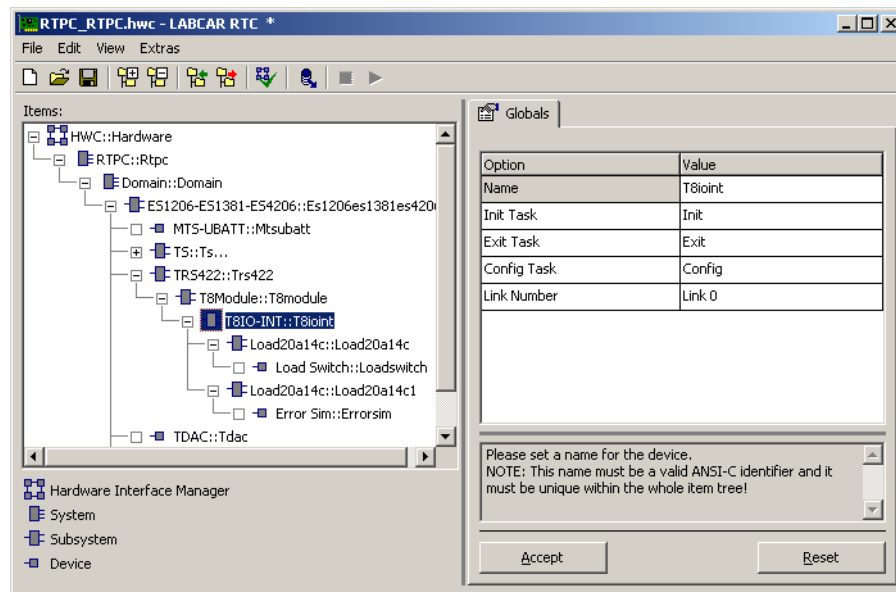 RTPC_RTPC.hwc - LABCAR RTC *
File Edit View Extras
Items:
HWC::Hardware
RTPC::Rtpc
Domain::Domain
ES1206-ES1381-ES4206::Es1206es1381es420
MTS-UBATT::Mtsubatt
TS::Ts...
TRS422::Trs422
T8Module::T8module
T8IO-INT::T8ioint
Load20a14c::Load20a14c
Load Switch::Loadswitch
Load20a14c::Load20a14c1
Error Sim::Errorsim
TDAC::Tdac
Hardware Interface Manager
System
Subsystem
Device
Globals
Option Value
Name T8ioint
Init Task Init
Exit Task Exit
Config Task Config
Link Number Link 0
Please set a name for the device.
NOTE: This name must be a valid ANSI-C identifier and it
must be unique within the whole item tree!
Accept Reset